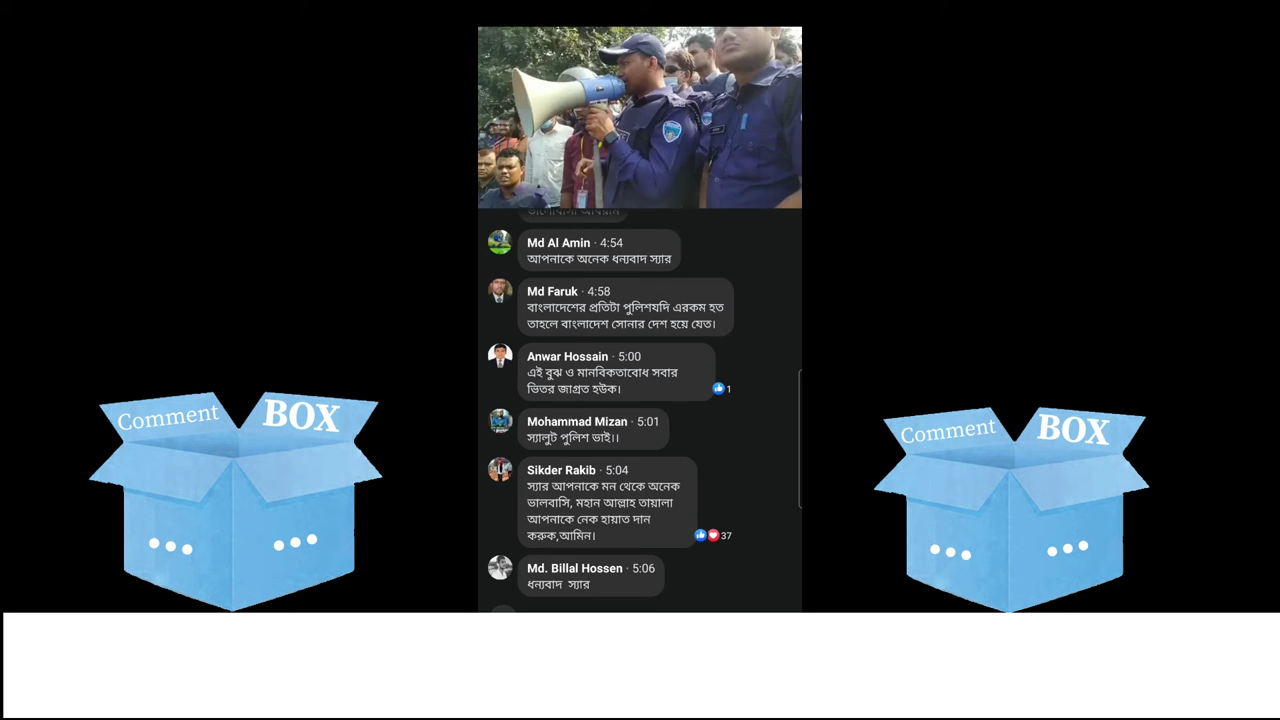 ভালোবাসা অবিরাম
Md Al Amin · 4:54
আপনাকে অনেক ধন্যবাদ স্যার
Md Faruk · 4:58
বাংলাদেশের প্রতিটা পুলিশযদি এরকম হত
তাহলে বাংলাদেশ সোনার দেশ হয়ে যেত।
Anwar Hossain · 5:00
এই বুঝ ও মানবিকতাবোধ সবার
ভিতর জাগ্রত হউক।
1
Mohammad Mizan · 5:01
স্যালুট পুলিশ ভাই।।
Sikder Rakib · 5:04
স্যার আপনাকে মন থেকে অনেক
ভালবাসি, মহান আল্লাহ তায়ালা
আপনাকে নেক হায়াত দান
করুক,আমিন।
37
Md. Billal Hossen · 5:06
ধন্যবাদ স্যার
Comment BOX
Comment BOX